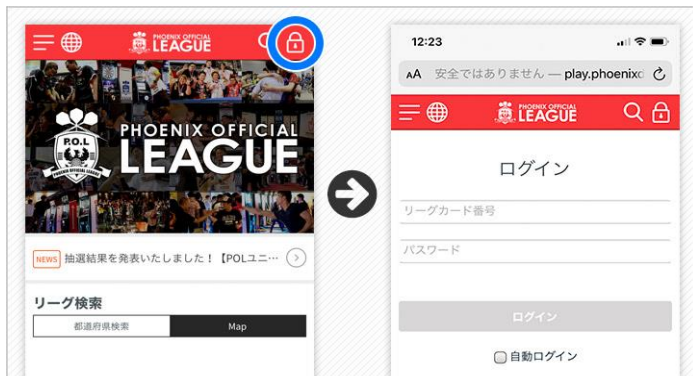 PHOENIX OFFICIAL
LEAGUE
P.O.L
PHOENIX OFFICIAL LEAGUE
PHOENIX OFFICIAL
LEAGUE
NEWS 抽選結果を発表いたしました！【POLユニ…
リーグ検索
都道府県検索 Map
12:23
AA 安全ではありません — play.phoenixc
PHOENIX OFFICIAL
LEAGUE
ログイン
リーグカード番号
パスワード
ログイン
自動ログイン